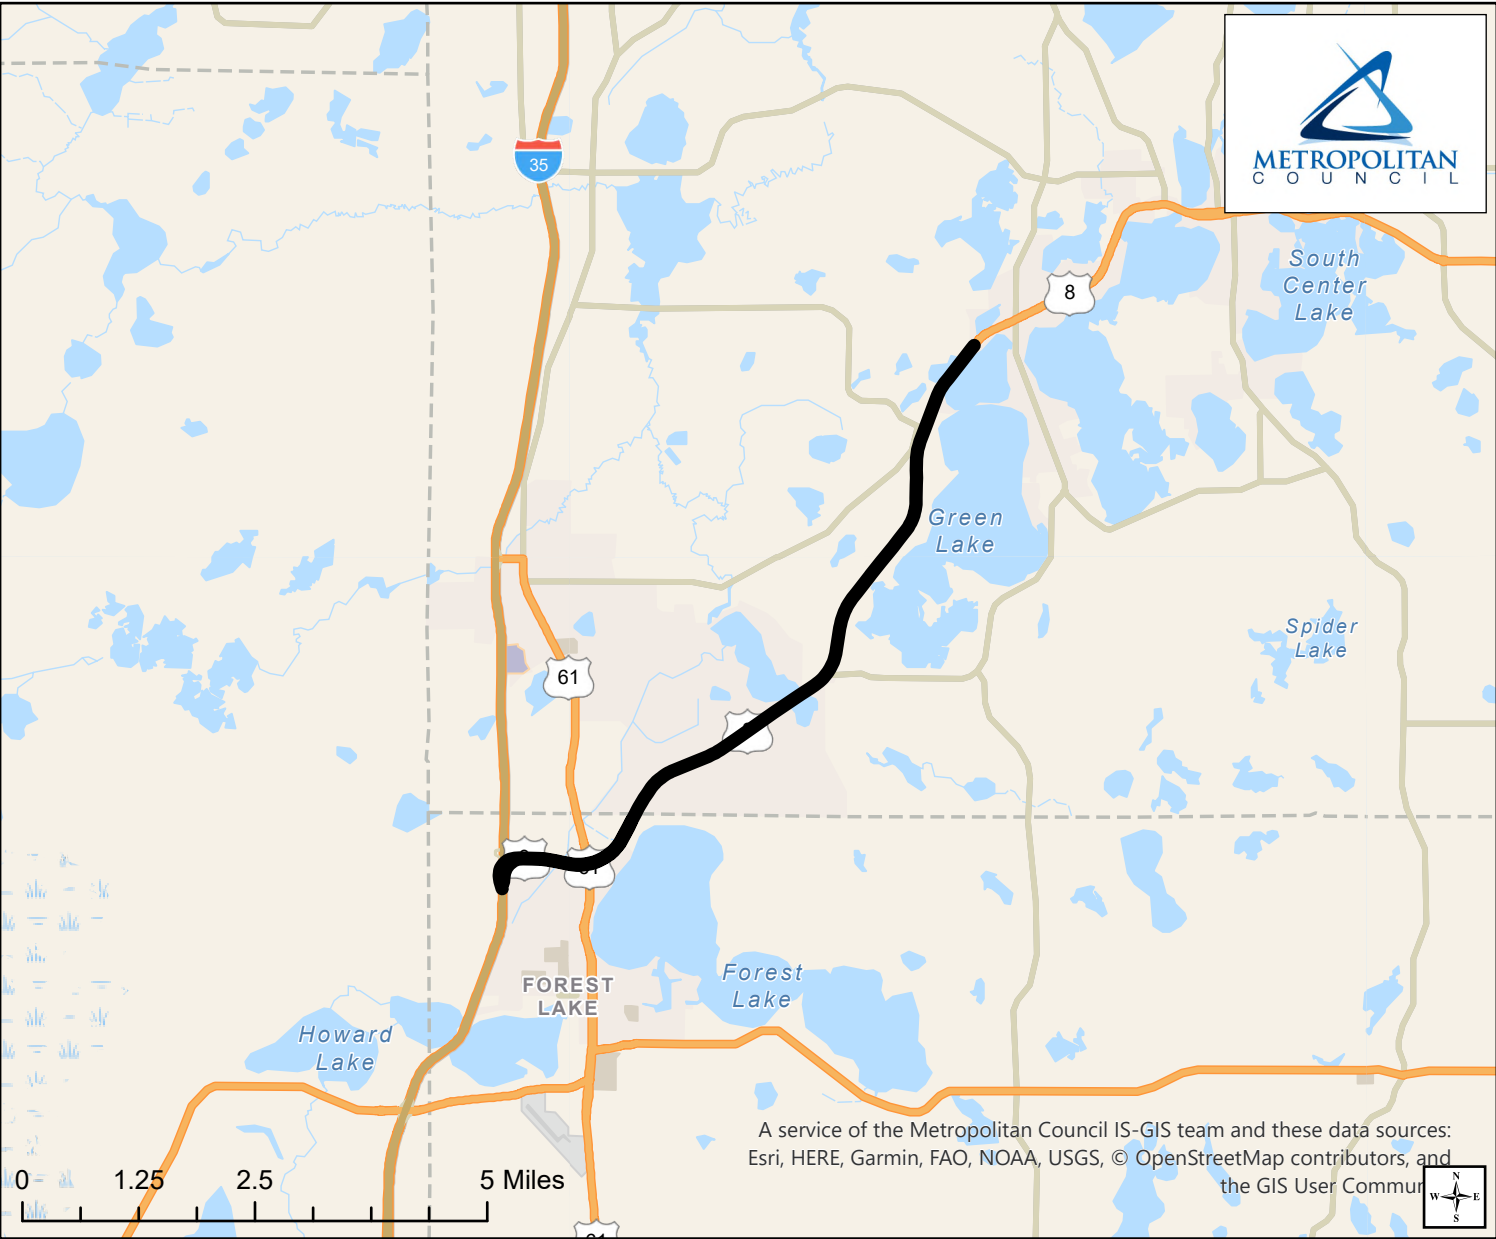 METROPOLITAN
COUNCIL
35
8
South
Center
Lake
Green
Lake
Spider
Lake
61
FOREST
LAKE
Forest
Lake
Howard
Lake
A service of the Metropolitan Council IS-GIS team and these data sources:
Esri, HERE, Garmin, FAO, NOAA, USGS, © OpenStreetMap contributors, and
the GIS User Commun
0 1.25 2.5 5 Miles
N
W E
S
61